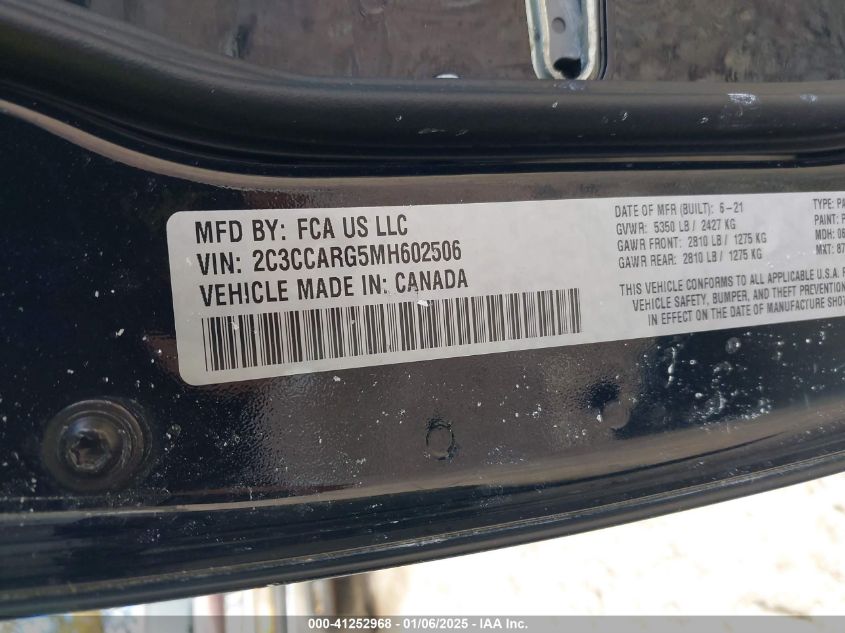 MFD BY: FCA US LLC
VIN: 2C3CCARG5MH602506
VEHICLE MADE IN: CANADA
DATE OF MFR (BUILT): 6-21
GVWR: 5350 LB / 2427 KG
GAWR FRONT: 2810 LB / 1275 KG
GAWR REAR: 2810 LB / 1275 KG
TYPE: PA
PAINT: P
MDH: 06
MXT: 87
THIS VEHICLE CONFORMS TO ALL APPLICABLE U.S.A. F
VEHICLE SAFETY, BUMPER, AND THEFT PREVENTION
IN EFFECT ON THE DATE OF MANUFACTURE SHO
000-41252968 - 01/06/2025 - IAA Inc.